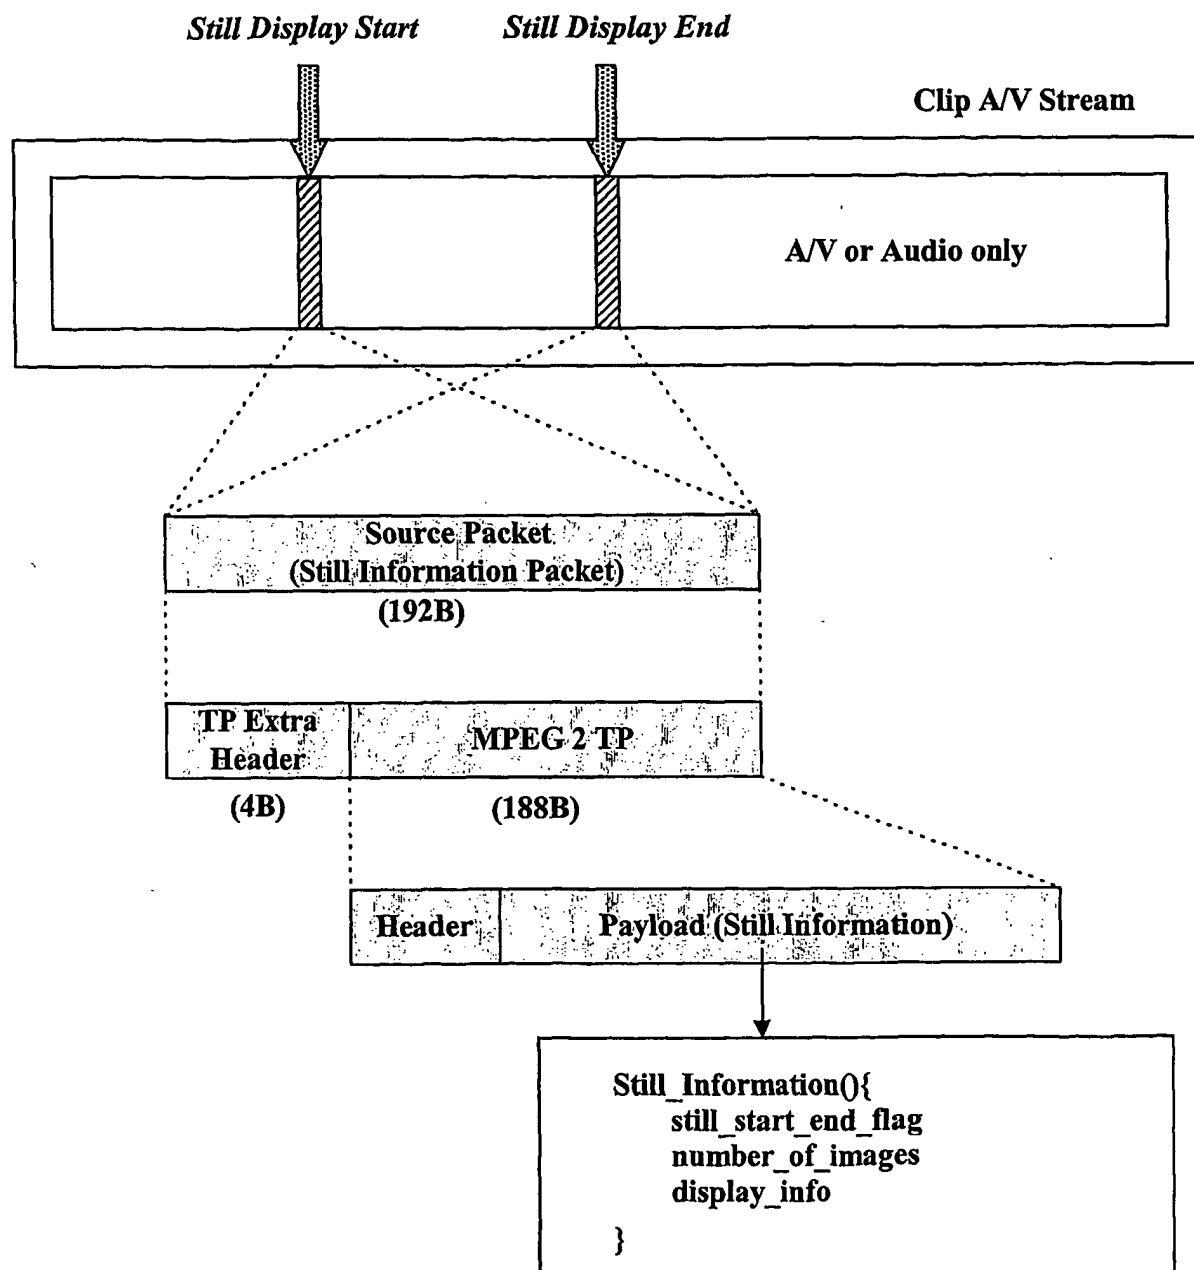 Still Display Start
Still Display End
Clip A/V Stream
A/V or Audio only
Source Packet
(Still Information Packet)
(192B)
TP Extra
Header
MPEG 2 TP
(4B)
(188B)
Header
Payload (Still Information)
Still_Information(){
still_start_end_flag
number_of_images
display_info
}